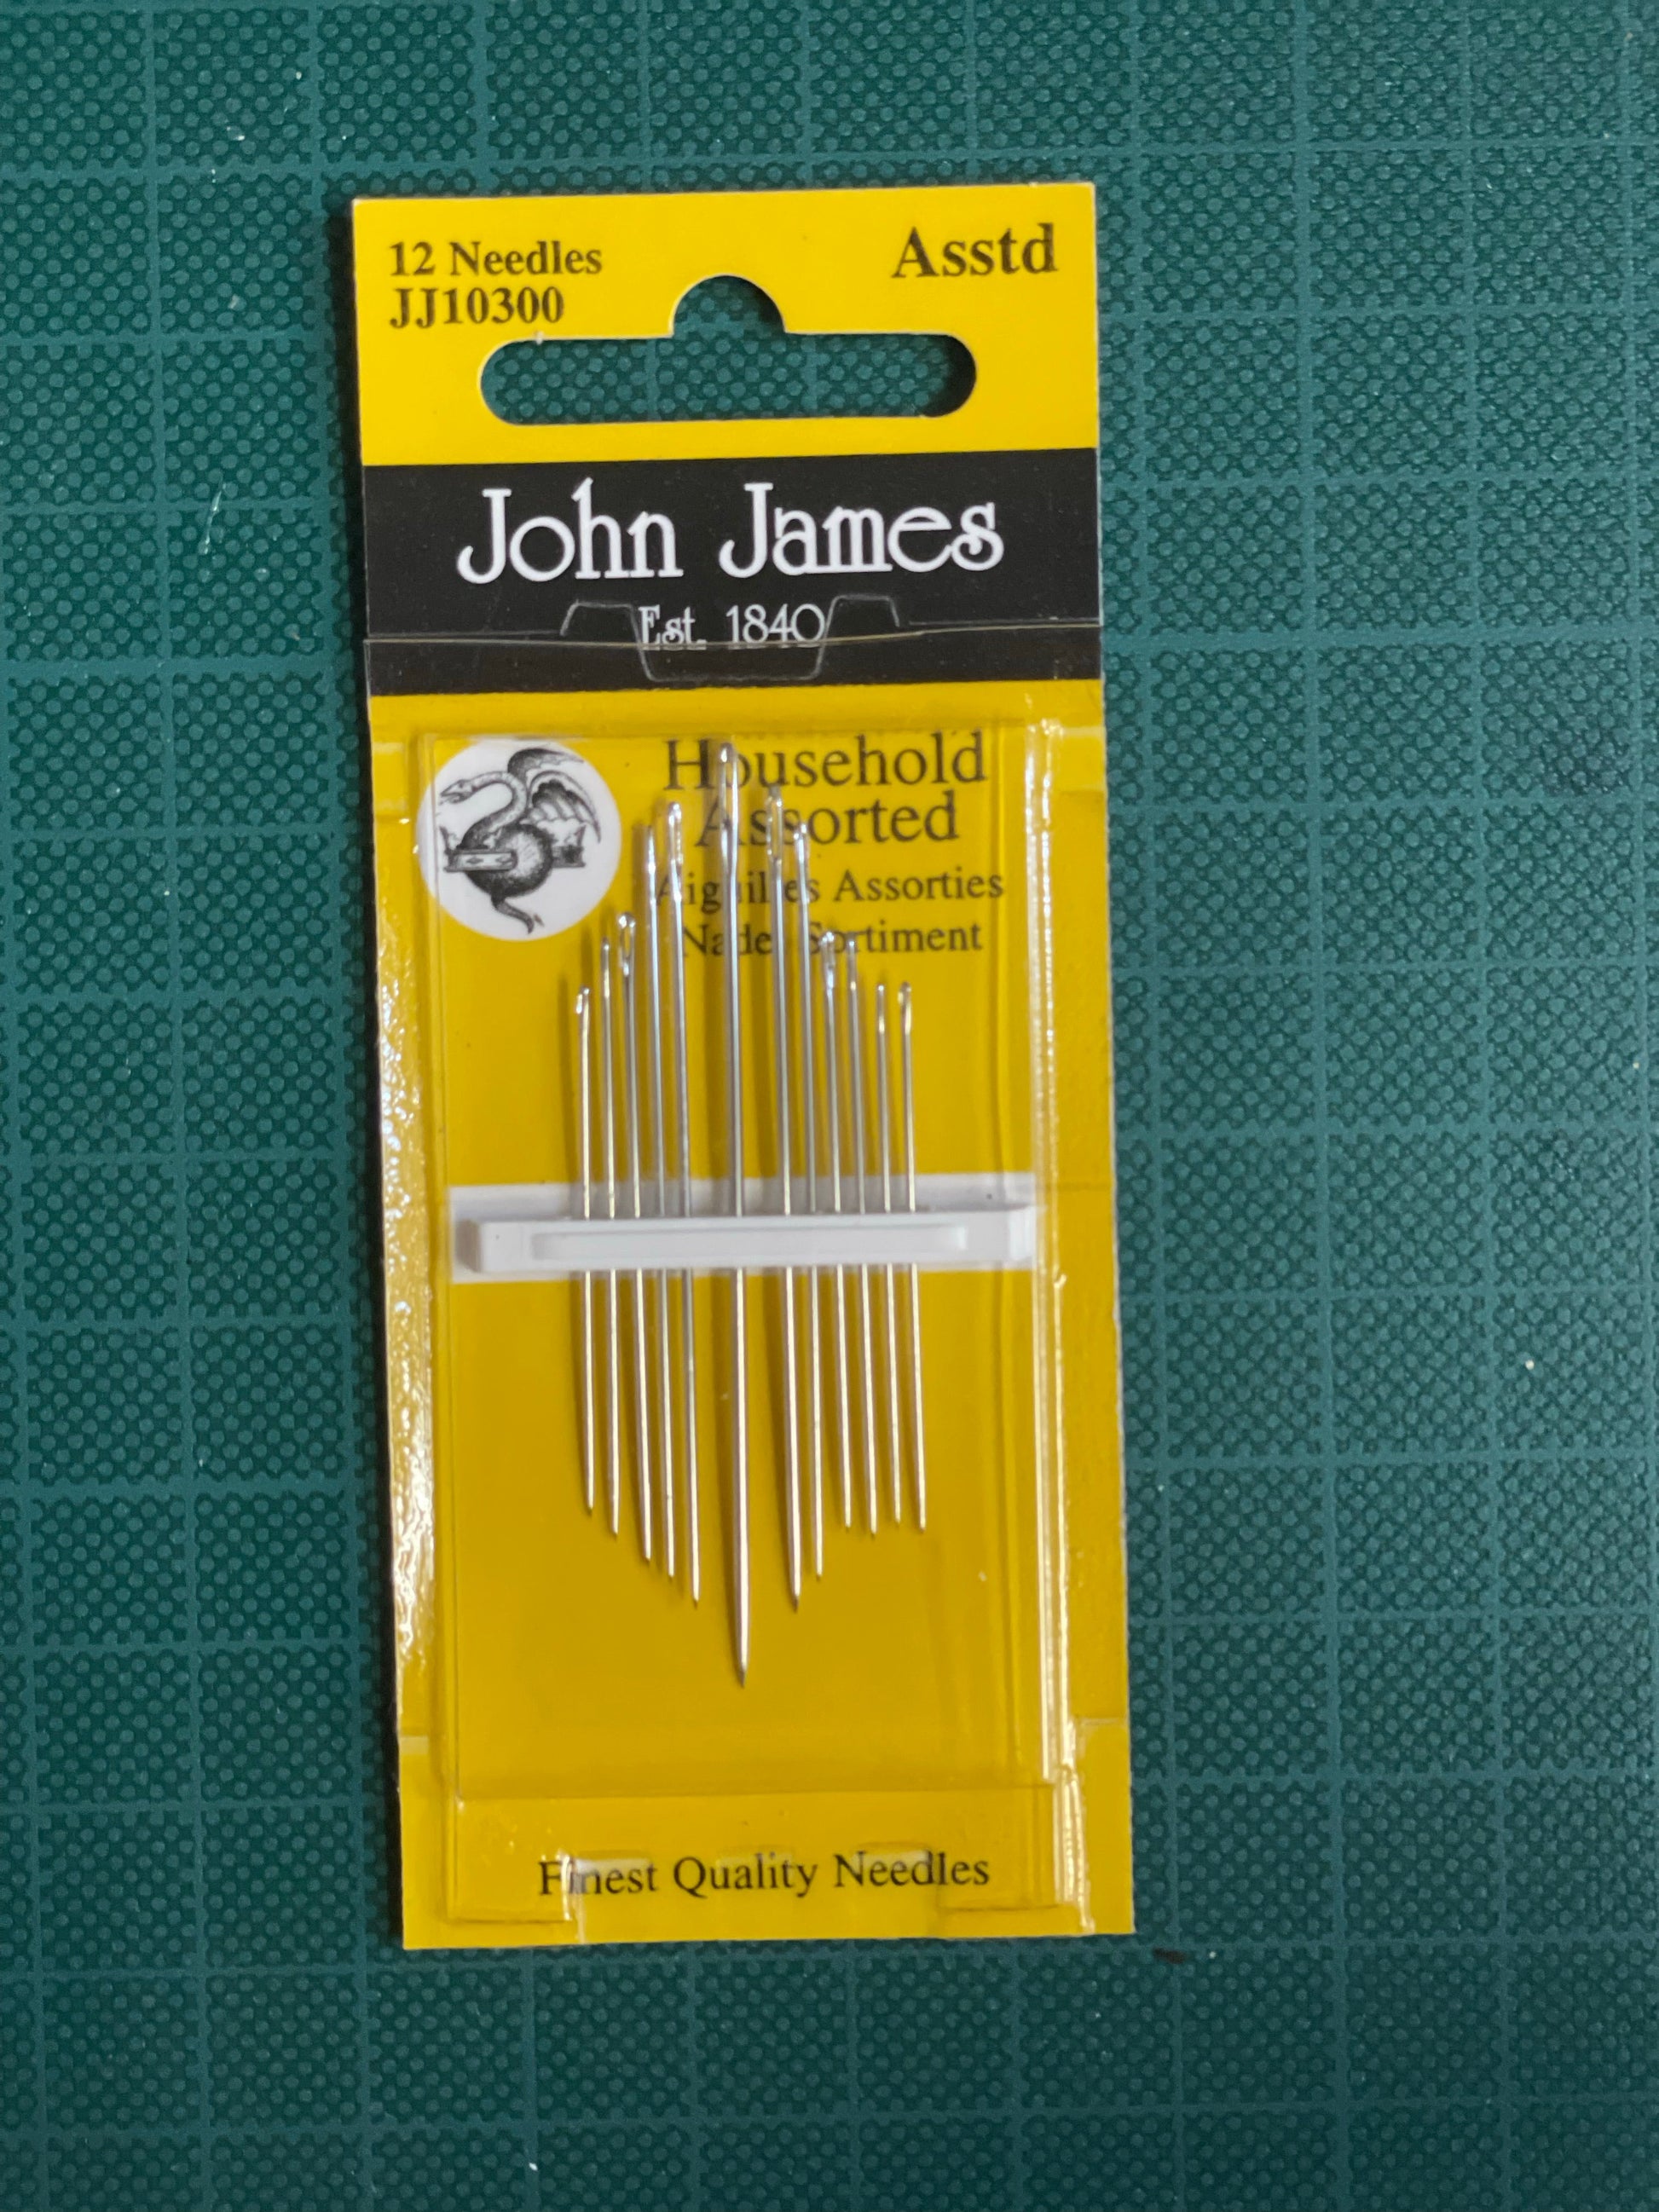 12 Needles
JJ10300
Asstd
John James
Est. 1840
Household
Assorted
Aiguilles Assorties
Nadel Sortiment
Finest Quality Needles